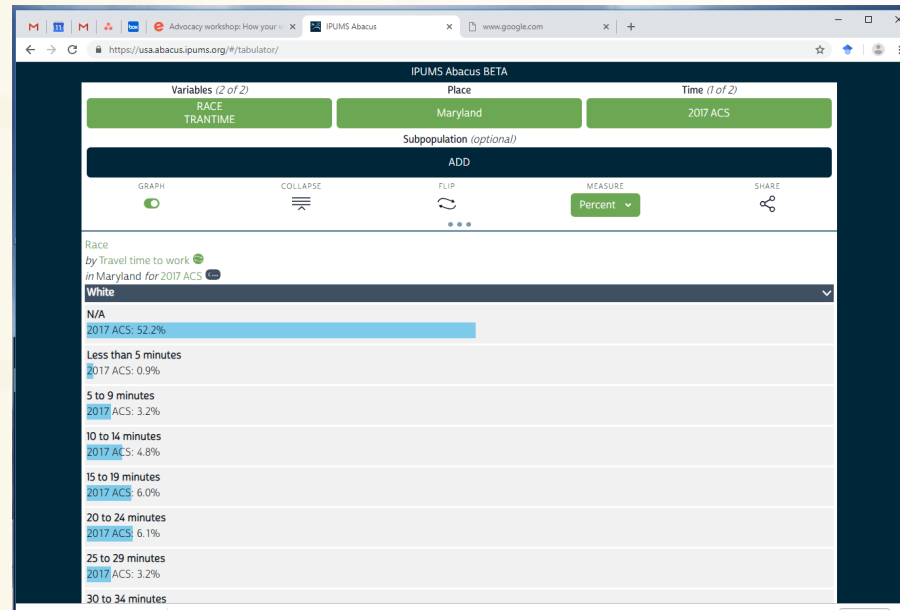 Advocacy workshop: How your
IPUMS Abacus
www.google.com
https://usa.abacus.ipums.org/#/tabulator/
IPUMS Abacus BETA
Variables (2 of 2)
Place
Time (1 of 2)
RACE
TRANTIME
Maryland
2017 ACS
Subpopulation (optional)
ADD
GRAPH
COLLAPSE
FLIP
MEASURE
SHARE
Percent
Race
by Travel time to work
in Maryland for 2017 ACS
White
N/A
2017 ACS: 52.2%
Less than 5 minutes
2017 ACS: 0.9%
5 to 9 minutes
2017 ACS: 3.2%
10 to 14 minutes
2017 ACS: 4.8%
15 to 19 minutes
2017 ACS: 6.0%
20 to 24 minutes
2017 ACS: 6.1%
25 to 29 minutes
2017 ACS: 3.2%
30 to 34 minutes